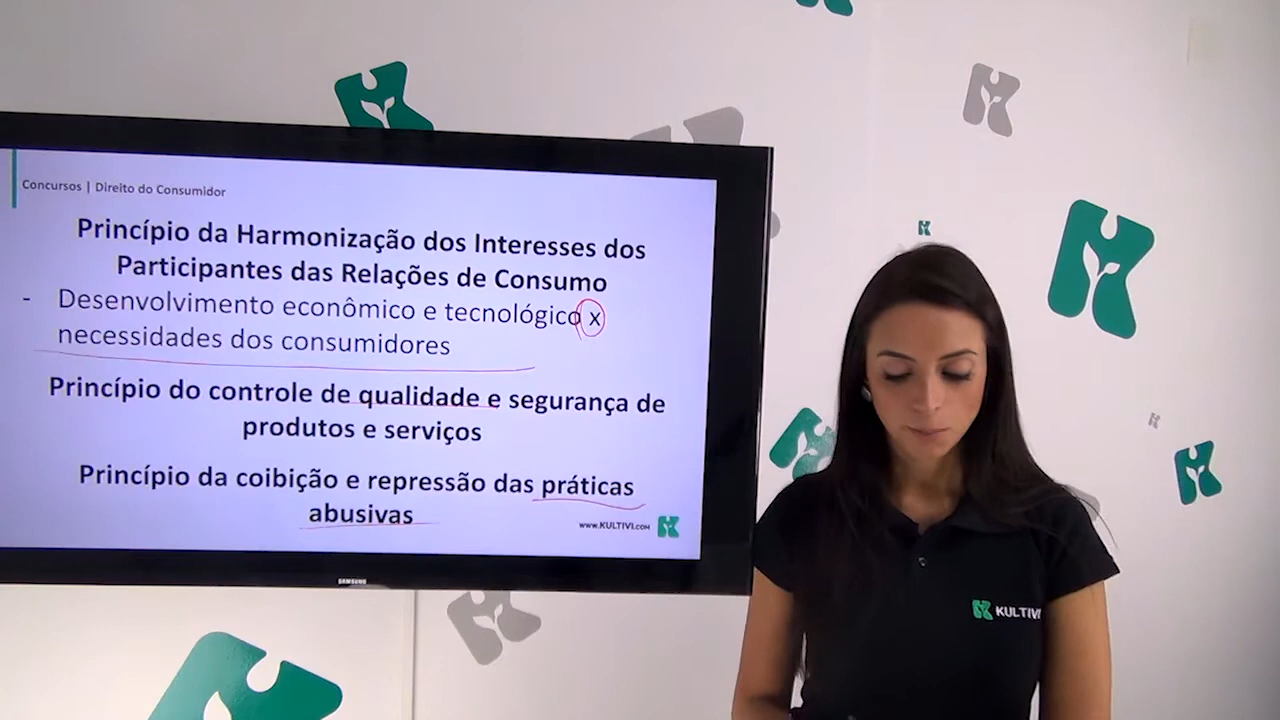 Concursos | Direito do Consumidor
Princípio da Harmonização dos Interesses dos
Participantes das Relações de Consumo
- Desenvolvimento econômico e tecnológico x
necessidades dos consumidores
Princípio do controle de qualidade e segurança de
produtos e serviços
Princípio da coibição e repressão das práticas
abusivas
www.KULTIVI.COM
SAMSUNG
KULTIVI